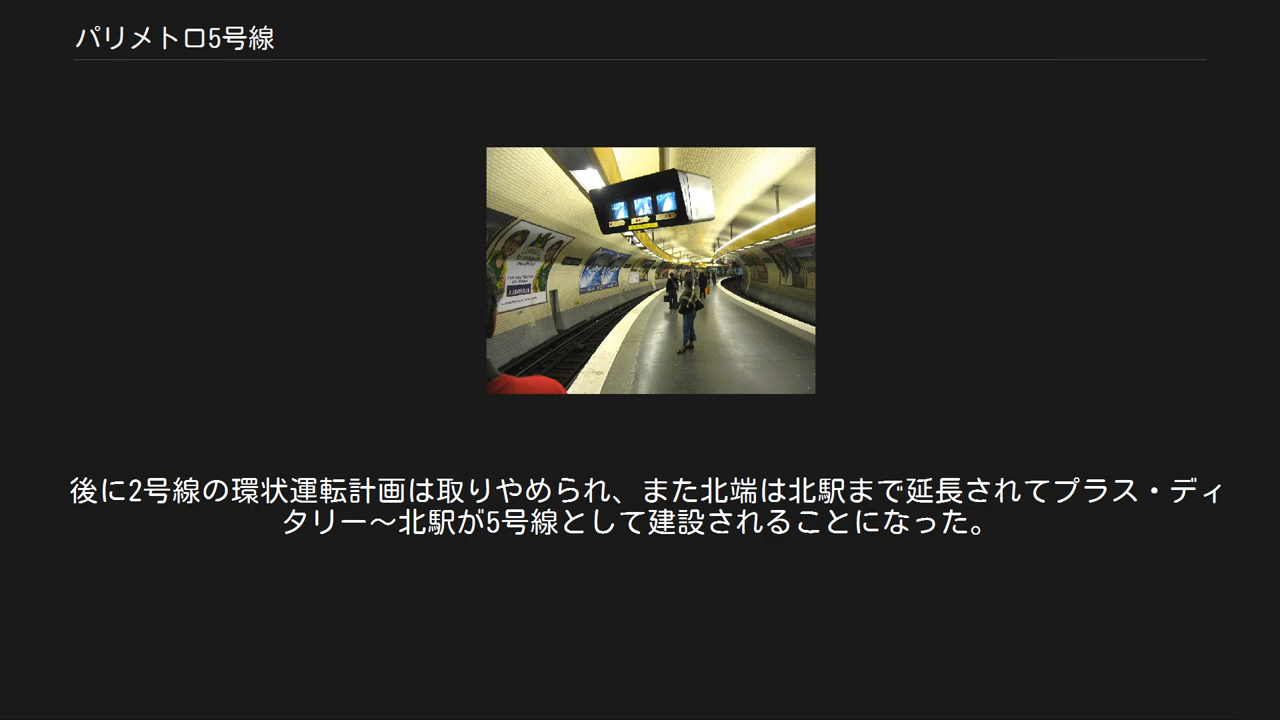 パリメトロ5号線
後に2号線の環状運転計画は取りやめられ、また北端は北駅まで延長されてプラス・ディ
タリー～北駅が5号線として建設されることになった。